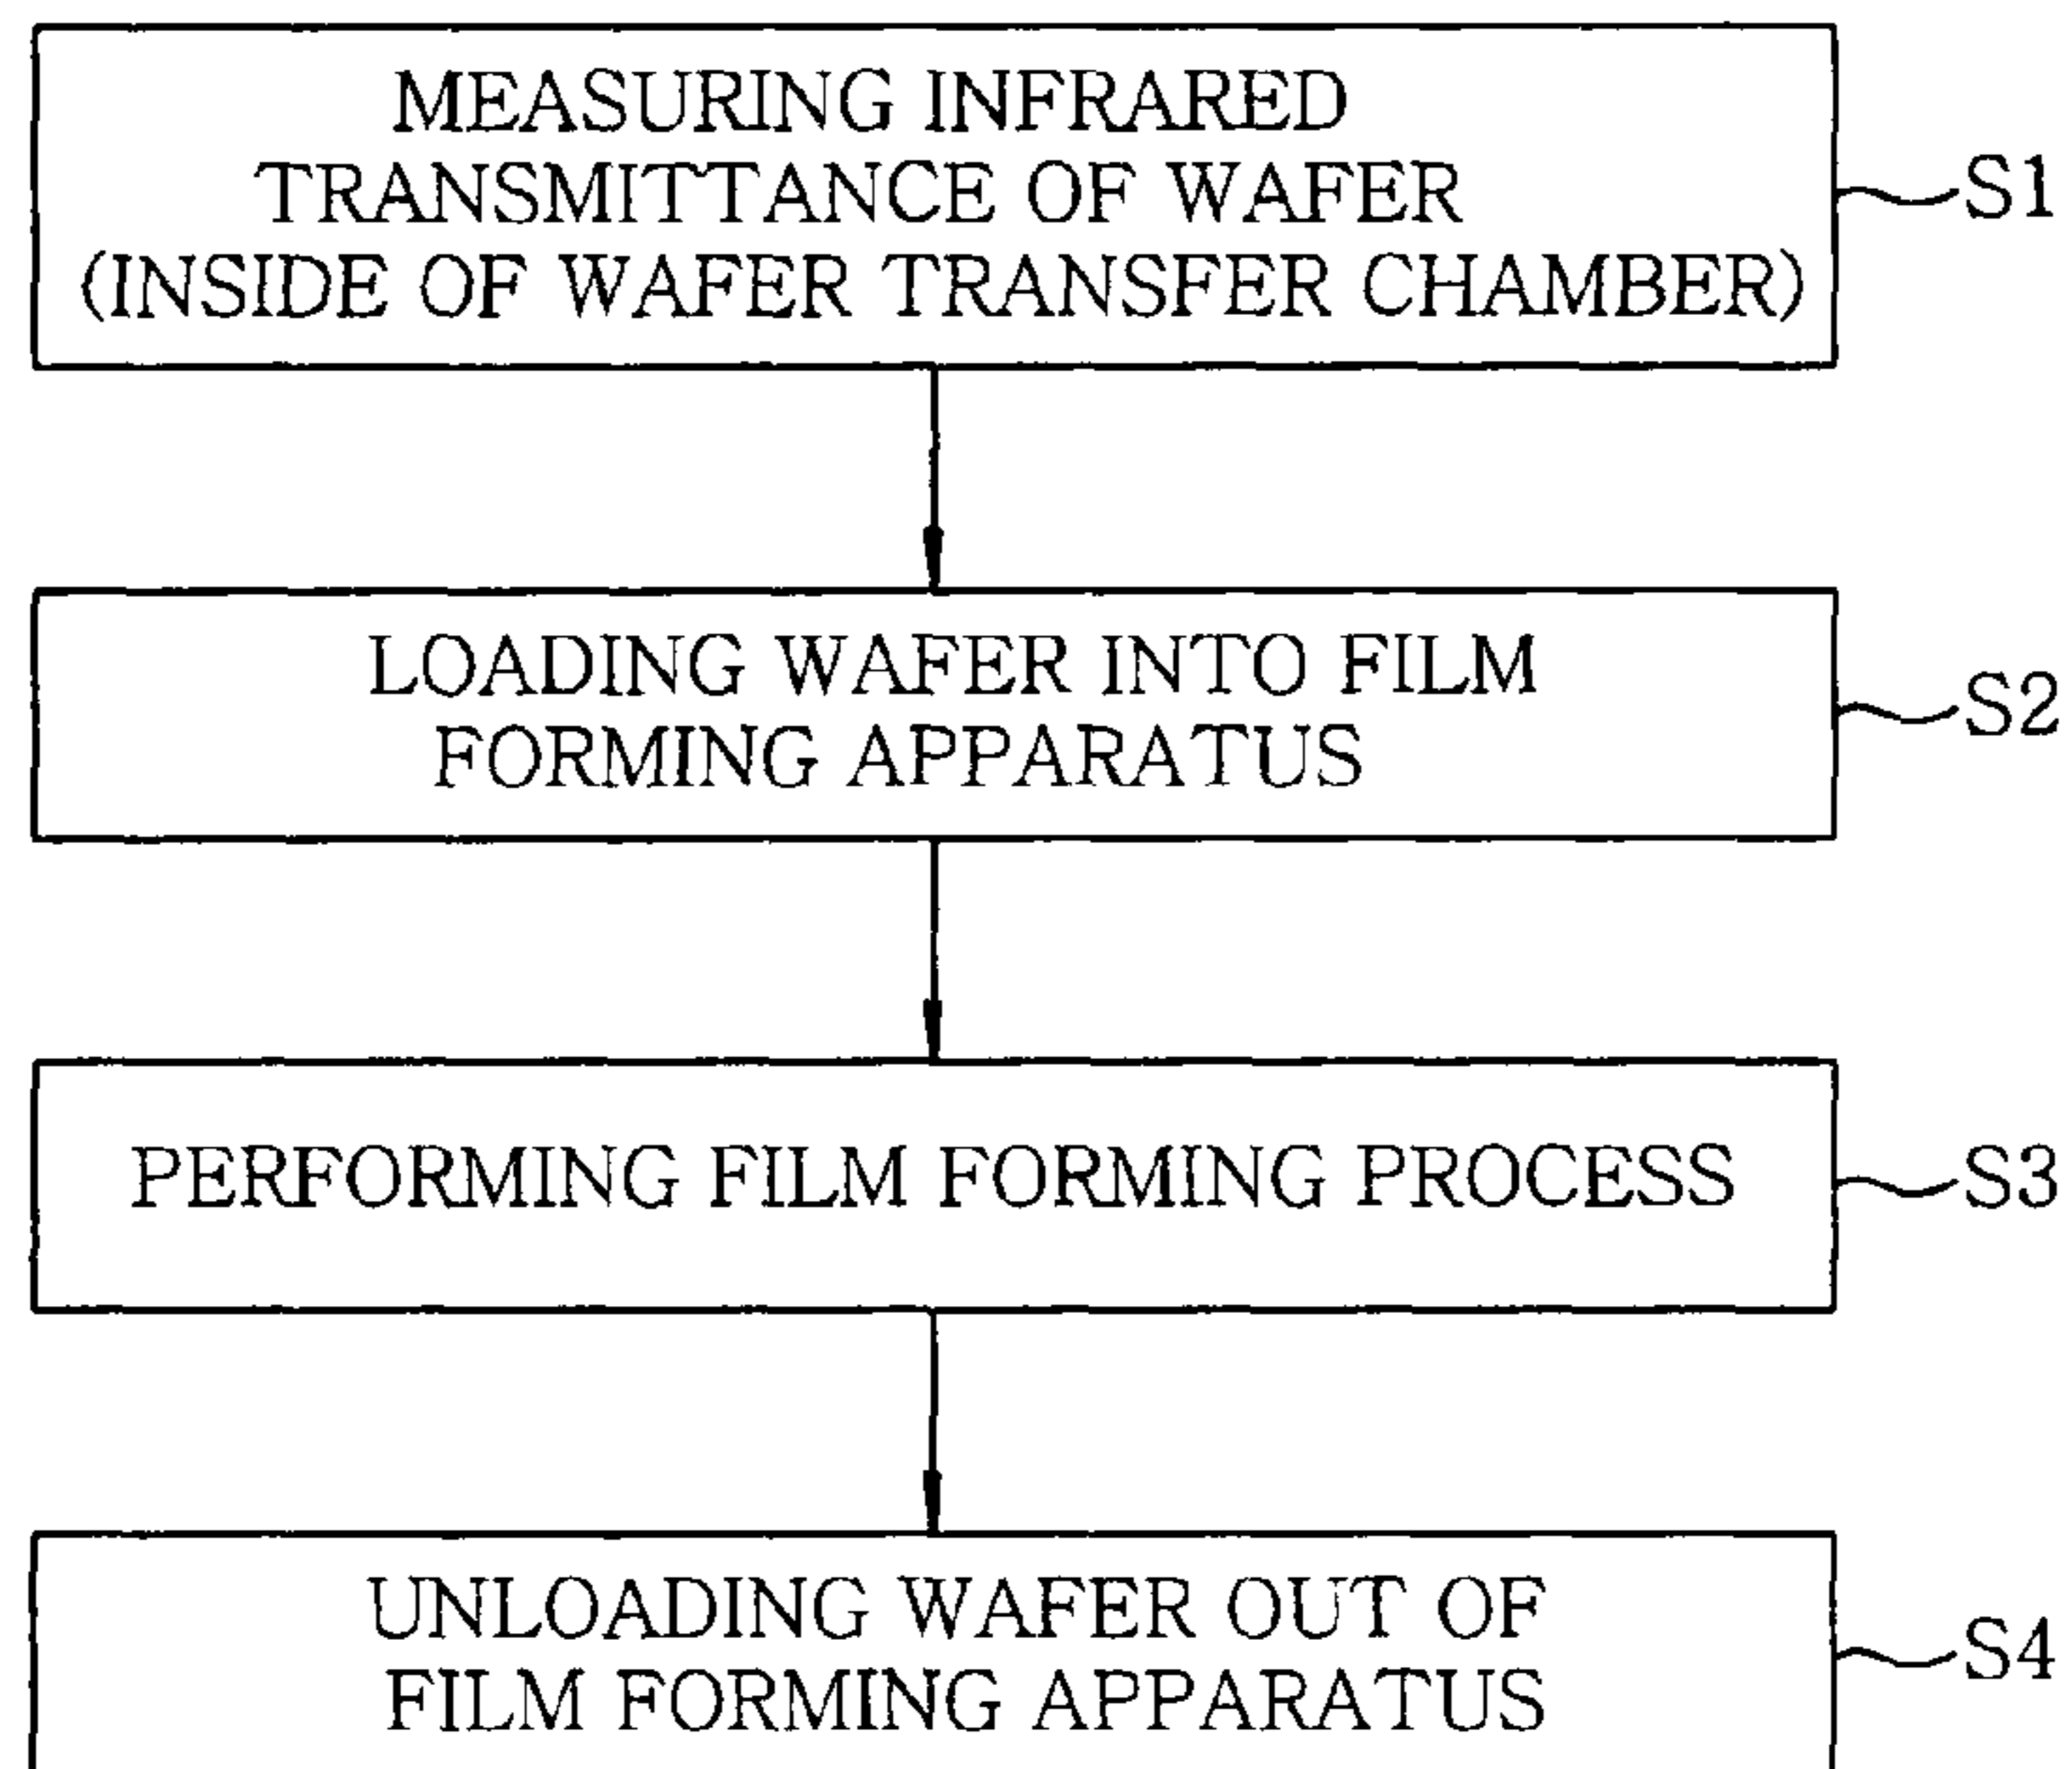 MEASURING INFRARED
TRANSMITTANCE OF WAFER
(INSIDE OF WAFER TRANSFER CHAMBER)
S1
LOADING WAFER INTO FILM
FORMING APPARATUS
S2
PERFORMING FILM FORMING PROCESS
S3
UNLOADING WAFER OUT OF
FILM FORMING APPARATUS
S4